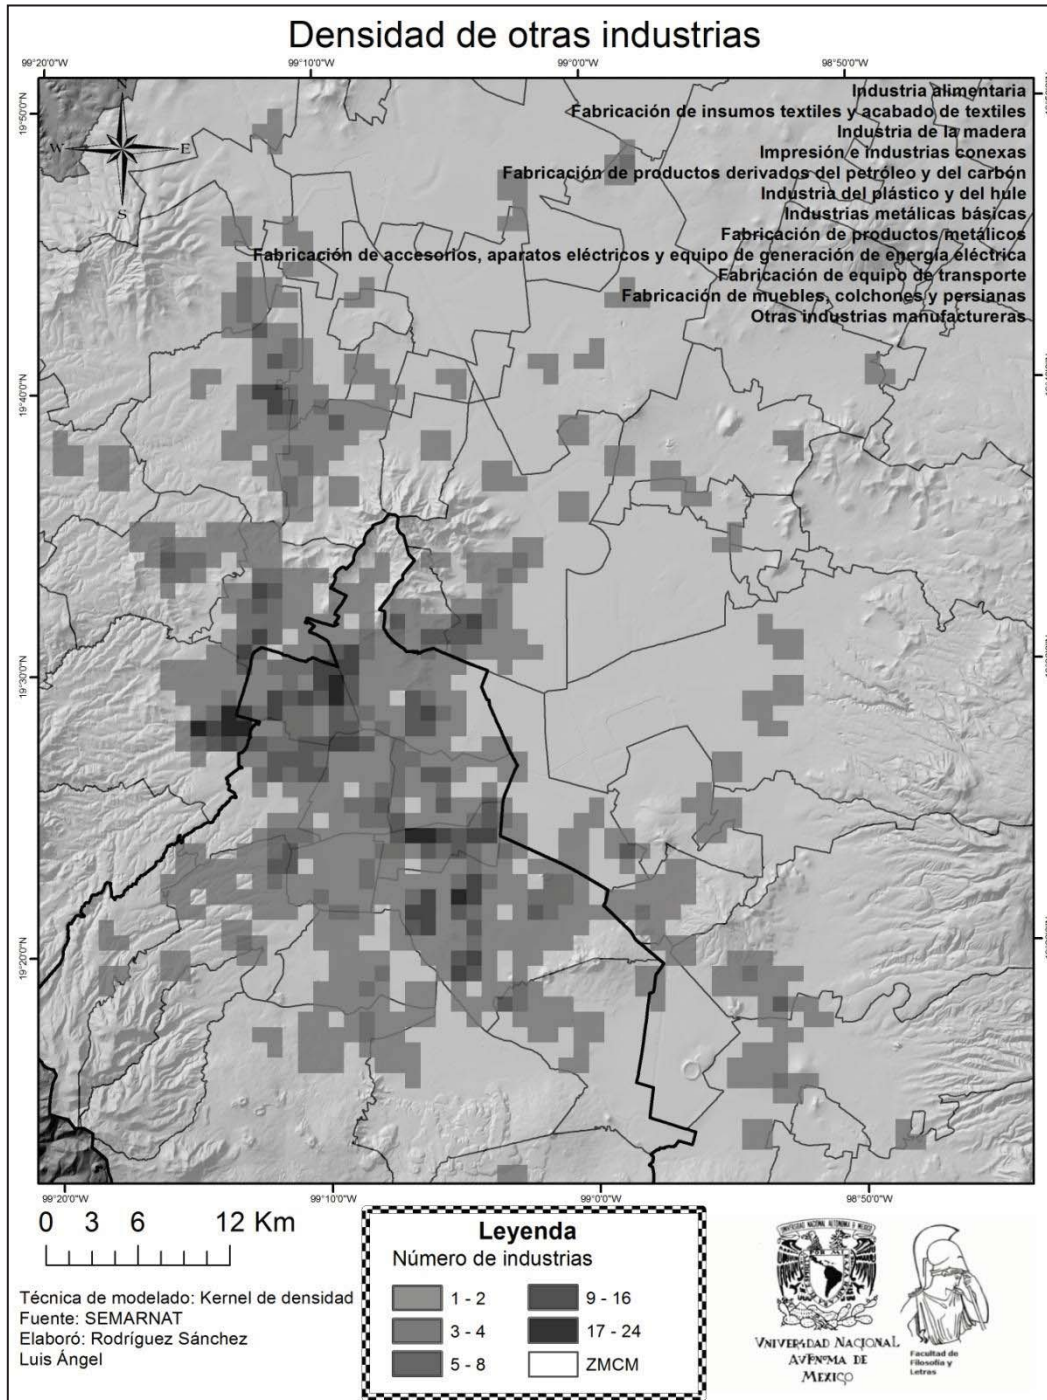 Densidad de otras industrias
99°20'0"W 99°10'0"W 99°0'0"W 98°50'0"W
N
W E
S
Industria alimentaria
Fabricación de insumos textiles y acabado de textiles
Industria de la madera
Impresión e industrias conexas
Fabricación de productos derivados del petróleo y del carbón
Industria del plástico y del hule
Industrias metálicas básicas
Fabricación de productos metálicos
Fabricación de accesorios, aparatos eléctricos y equipo de generación de energía eléctrica
Fabricación de equipo de transporte
Fabricación de muebles, colchones y persianas
Otras industrias manufactureras
19°50'0"N
19°40'0"N
19°30'0"N
19°20'0"N
99°20'0"W 99°10'0"W 99°0'0"W 98°50'0"W
0 3 6 12 Km
Técnica de modelado: Kernel de densidad
Fuente: SEMARNAT
Elaboró: Rodríguez Sánchez
Luis Ángel
Leyenda
Número de industrias
1 - 2
3 - 4
5 - 8
9 - 16
17 - 24
ZMCM
VNIVERSDAD NACIONAL
AVTNMA DE
MEXICO
Facultad de
Filosofía y
Letras